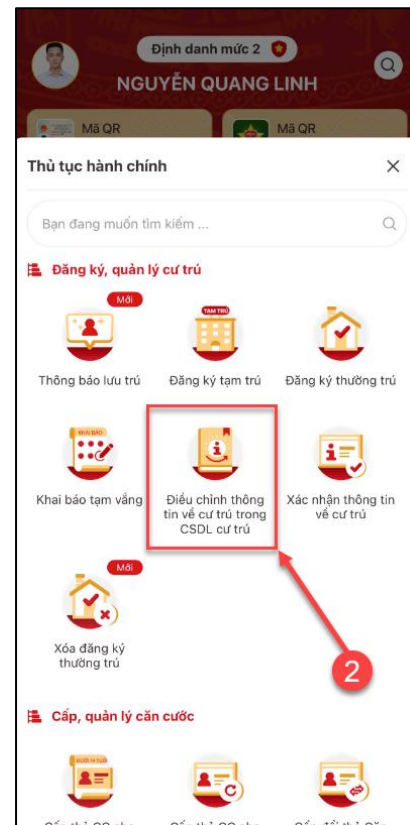 Định danh mức 2
NGUYỄN QUANG LINH
Mã QR
Mã QR
Thủ tục hành chính
Bạn đang muốn tìm kiếm ...
Đăng ký, quản lý cư trú
Mới
TẠM TRÚ
Thông báo lưu trú
Đăng ký tạm trú
Đăng ký thường trú
KHAI BÁO
Khai báo tạm vắng
Điều chỉnh thông
tin về cư trú trong
CSDL cư trú
Xác nhận thông tin
về cư trú
Mới
Xóa đăng ký
thường trú
2
Cấp, quản lý căn cước